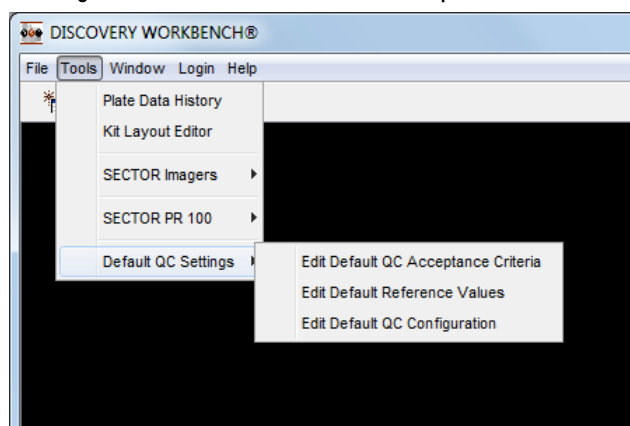 DISCOVERY WORKBENCH®
File Tools Window Login Help
Plate Data History
Kit Layout Editor
SECTOR Imagers
SECTOR PR 100
Default QC Settings
Edit Default QC Acceptance Criteria
Edit Default Reference Values
Edit Default QC Configuration